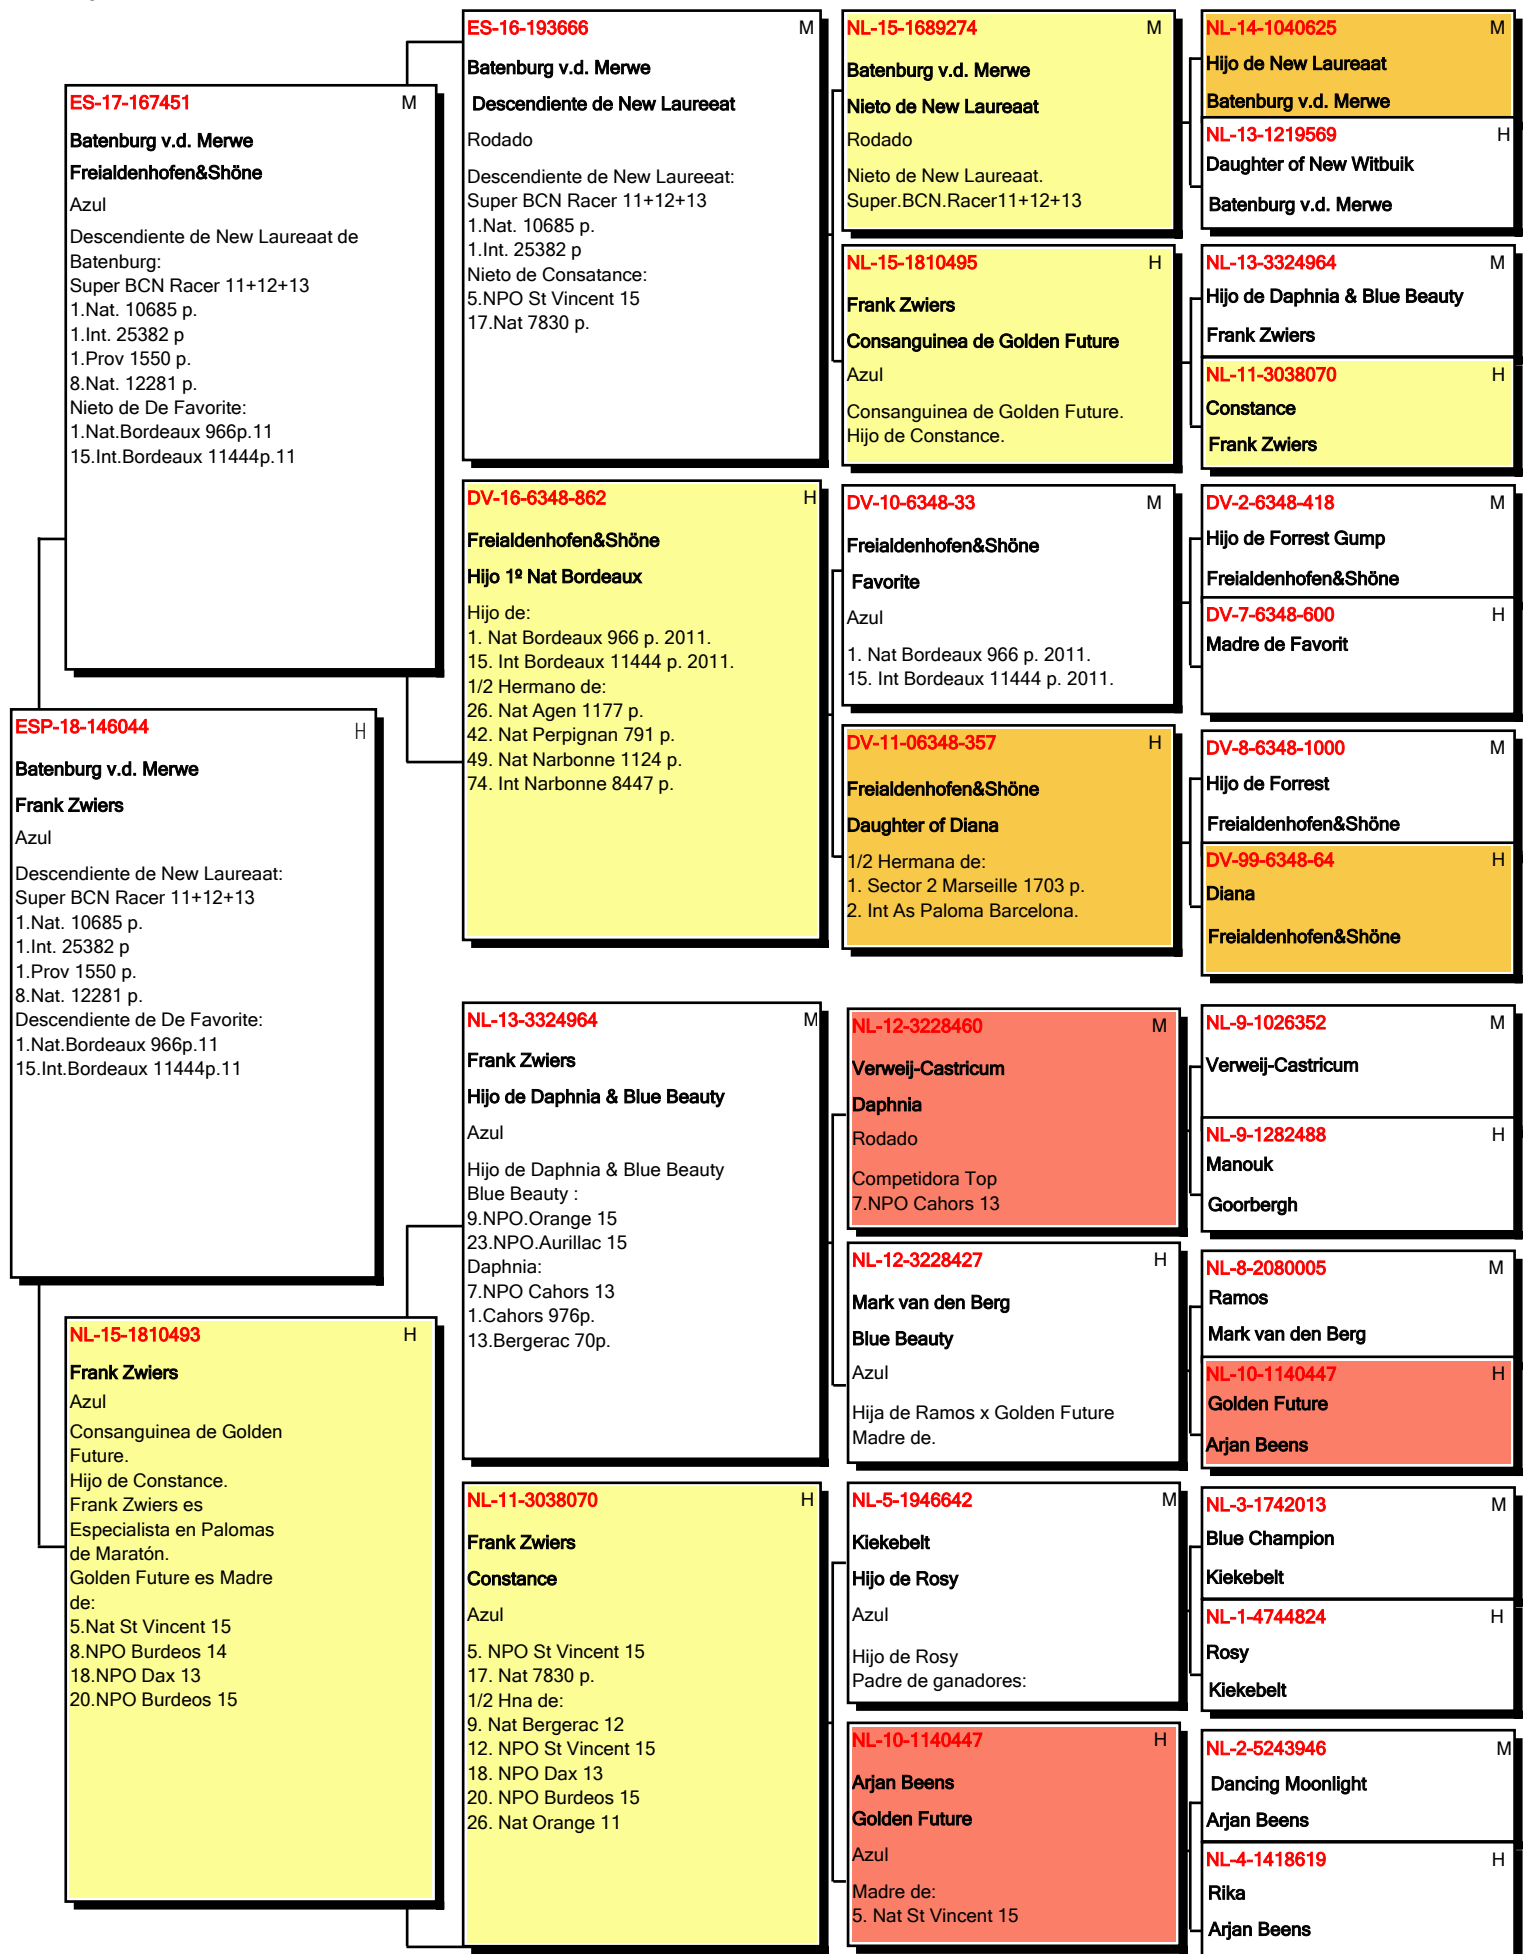 ESP-18-146044 H
Batenburg v.d. Merwe
Frank Zwiers
Azul
Descendiente de New Laureaat:
Super BCN Racer 11+12+13
1.Nat. 10685 p.
1.Int. 25382 p
1.Prov 1550 p.
8.Nat. 12281 p.
Descendiente de De Favorite:
1.Nat.Bordeaux 966p.11
15.Int.Bordeaux 11444p.11
ES-17-167451 M
Batenburg v.d. Merwe
Freialdenhofen&Shöne
Azul
Descendiente de New Laureaat de
Batenburg:
Super BCN Racer 11+12+13
1.Nat. 10685 p.
1.Int. 25382 p
1.Prov 1550 p.
8.Nat. 12281 p.
Nieto de De Favorite:
1.Nat.Bordeaux 966p.11
15.Int.Bordeaux 11444p.11
NL-15-1810493 H
Frank Zwiers
Azul
Consanguinea de Golden
Future.
Hijo de Constance.
Frank Zwiers es
Especialista en Palomas
de Maratón.
Golden Future es Madre
de:
5.Nat St Vincent 15
8.NPO Burdeos 14
18.NPO Dax 13
20.NPO Burdeos 15
ES-16-193666 M
Batenburg v.d. Merwe
Descendiente de New Laureeat
Rodado
Descendiente de New Laureeat:
Super BCN Racer 11+12+13
1.Nat. 10685 p.
1.Int. 25382 p
Nieto de Consatance:
5.NPO St Vincent 15
17.Nat 7830 p.
DV-16-6348-862 H
Freialdenhofen&Shöne
Hijo 1º Nat Bordeaux
Hijo de:
1. Nat Bordeaux 966 p. 2011.
15. Int Bordeaux 11444 p. 2011.
1/2 Hermano de:
26. Nat Agen 1177 p.
42. Nat Perpignan 791 p.
49. Nat Narbonne 1124 p.
74. Int Narbonne 8447 p.
NL-13-3324964 M
Frank Zwiers
Hijo de Daphnia & Blue Beauty
Azul
Hijo de Daphnia & Blue Beauty
Blue Beauty :
9.NPO.Orange 15
23.NPO.Aurillac 15
Daphnia:
7.NPO Cahors 13
1.Cahors 976p.
13.Bergerac 70p.
NL-11-3038070 H
Frank Zwiers
Constance
Azul
5. NPO St Vincent 15
17. Nat 7830 p.
1/2 Hna de:
9. Nat Bergerac 12
12. NPO St Vincent 15
18. NPO Dax 13
20. NPO Burdeos 15
26. Nat Orange 11
NL-15-1689274 M
Batenburg v.d. Merwe
Nieto de New Laureaat
Rodado
Nieto de New Laureaat.
Super.BCN.Racer11+12+13
NL-15-1810495 H
Frank Zwiers
Consanguinea de Golden Future
Azul
Consanguinea de Golden Future.
Hijo de Constance.
DV-10-6348-33 M
Freialdenhofen&Shöne
Favorite
Azul
1. Nat Bordeaux 966 p. 2011.
15. Int Bordeaux 11444 p. 2011.
DV-11-06348-357 H
Freialdenhofen&Shöne
Daughter of Diana
1/2 Hermana de:
1. Sector 2 Marseille 1703 p.
2. Int As Paloma Barcelona.
NL-12-3228460 M
Verweij-Castricum
Daphnia
Rodado
Competidora Top
7.NPO Cahors 13
NL-12-3228427 H
Mark van den Berg
Blue Beauty
Azul
Hija de Ramos x Golden Future
Madre de.
NL-5-1946642 M
Kiekebelt
Hijo de Rosy
Azul
Hijo de Rosy
Padre de ganadores:
NL-10-1140447 H
Arjan Beens
Golden Future
Azul
Madre de:
5. Nat St Vincent 15
NL-14-1040625 M
Hijo de New Laureaat
Batenburg v.d. Merwe
NL-13-1219569 H
Daughter of New Witbuik
Batenburg v.d. Merwe
NL-13-3324964 M
Hijo de Daphnia & Blue Beauty
Frank Zwiers
NL-11-3038070 H
Constance
Frank Zwiers
DV-2-6348-418 M
Hijo de Forrest Gump
Freialdenhofen&Shöne
DV-7-6348-600 H
Madre de Favorit
DV-8-6348-1000 M
Hijo de Forrest
Freialdenhofen&Shöne
DV-99-6348-64 H
Diana
Freialdenhofen&Shöne
NL-9-1026352 M
Verweij-Castricum
NL-9-1282488 H
Manouk
Goorbergh
NL-8-2080005 M
Ramos
Mark van den Berg
NL-10-1140447 H
Golden Future
Arjan Beens
NL-3-1742013 M
Blue Champion
Kiekebelt
NL-1-4744824 H
Rosy
Kiekebelt
NL-2-5243946 M
Dancing Moonlight
Arjan Beens
NL-4-1418619 H
Rika
Arjan Beens